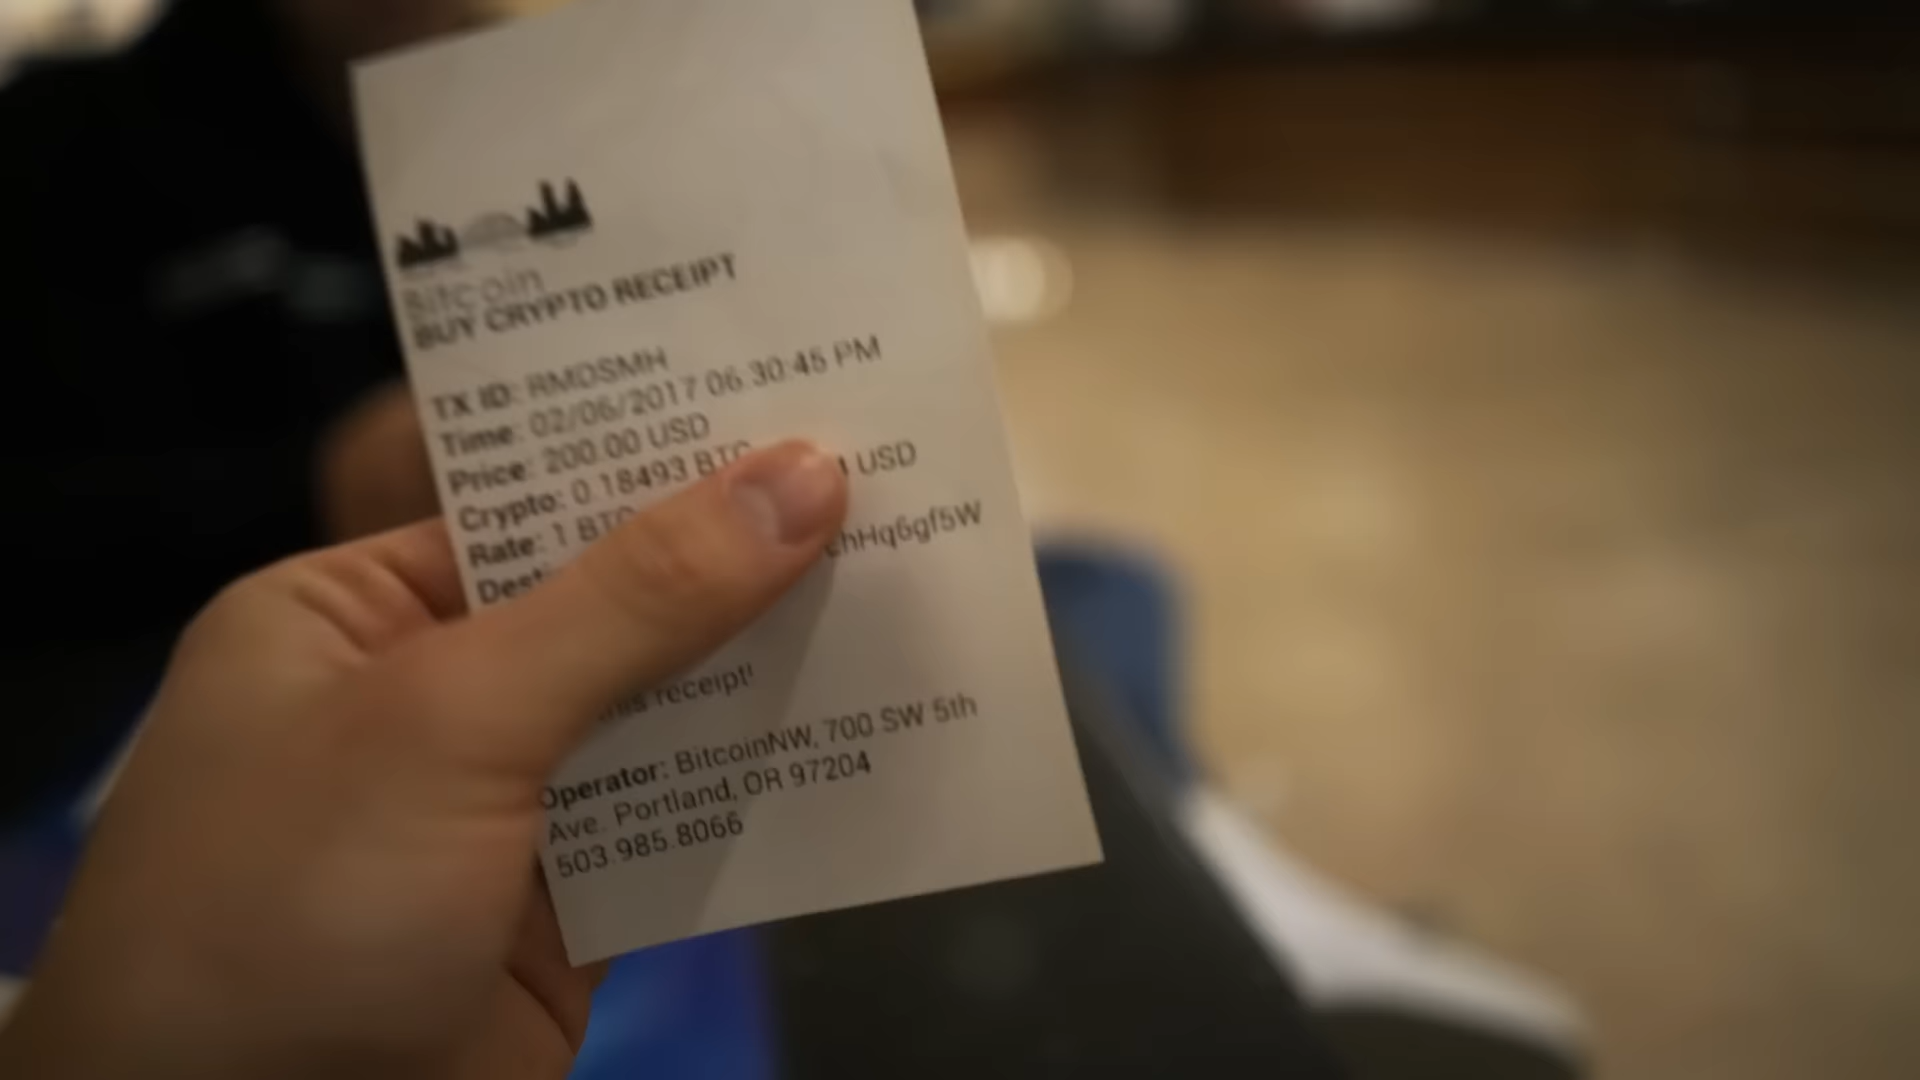 Bitcoin
BUY CRYPTO RECEIPT
TX ID: RMDSMH
Time: 02/06/2017 06:30:45 PM
Price: 200.00 USD
Crypto: 0.18493 BTC
Rate: 1 BTC USD
chHq6gf5W
this receipt!
Operator: BitcoinNW, 700 SW 5th
Ave. Portland, OR 97204
503.985.8066